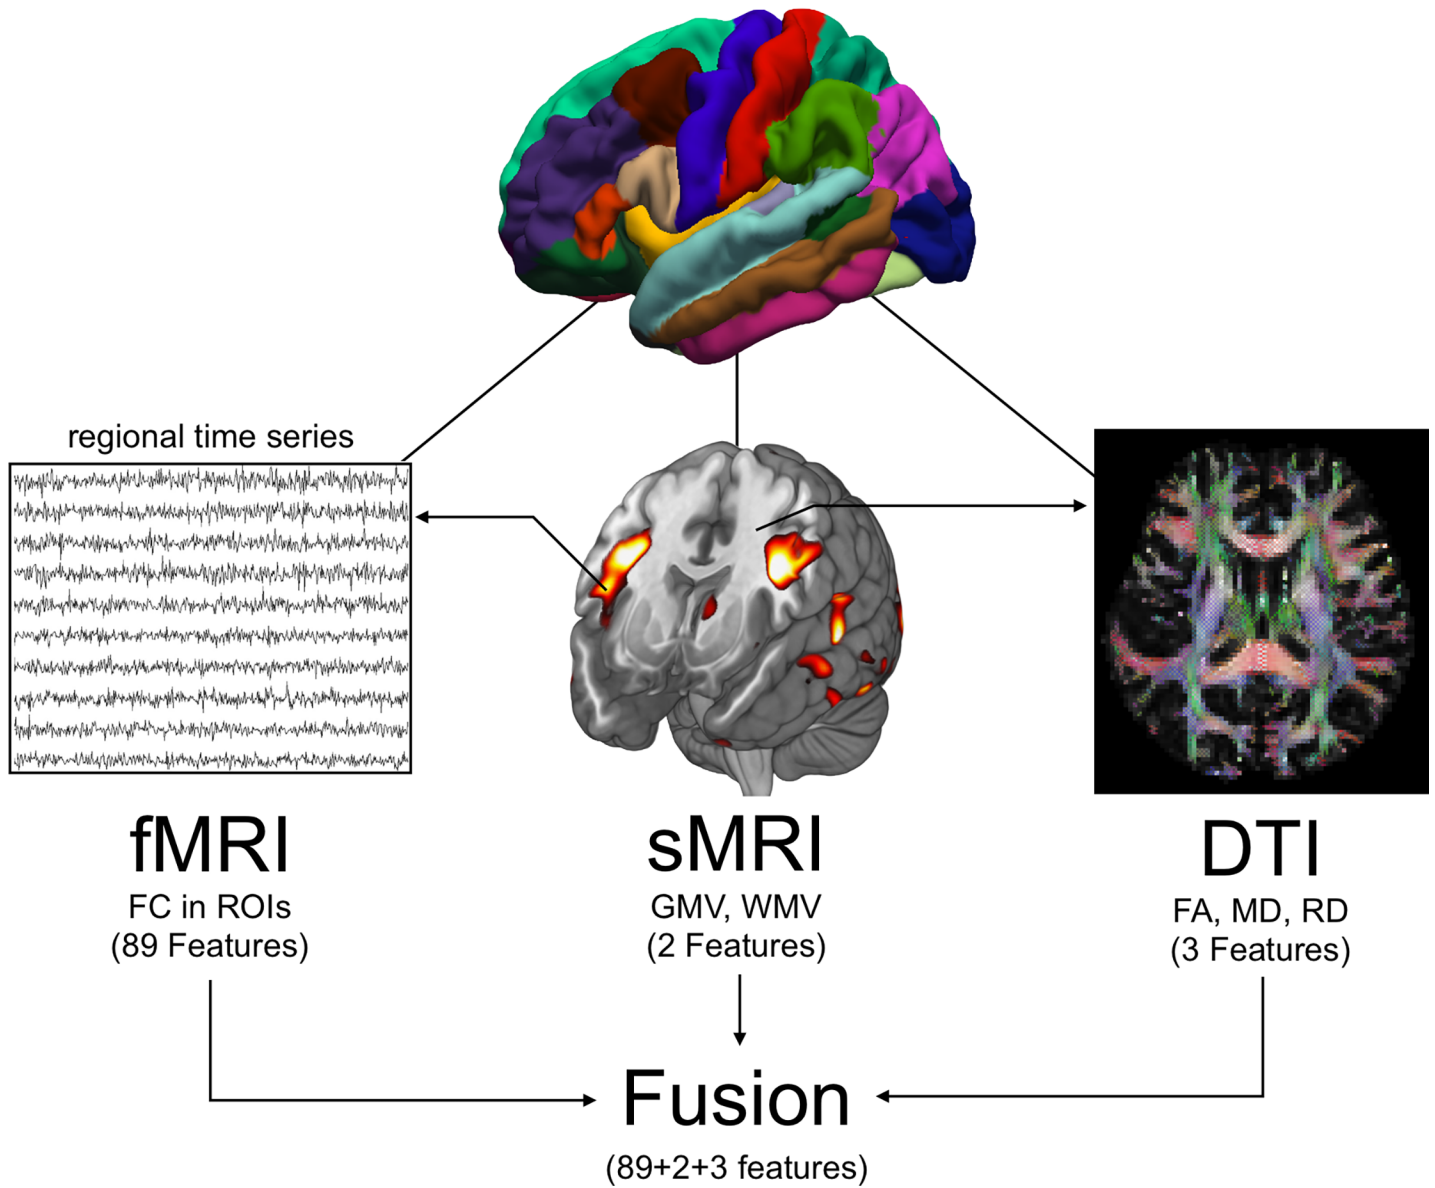 regional time series
fMRI
FC in ROIs
(89 Features)
sMRI
GMV, WMV
(2 Features)
DTI
FA, MD, RD
(3 Features)
Fusion
(89+2+3 features)